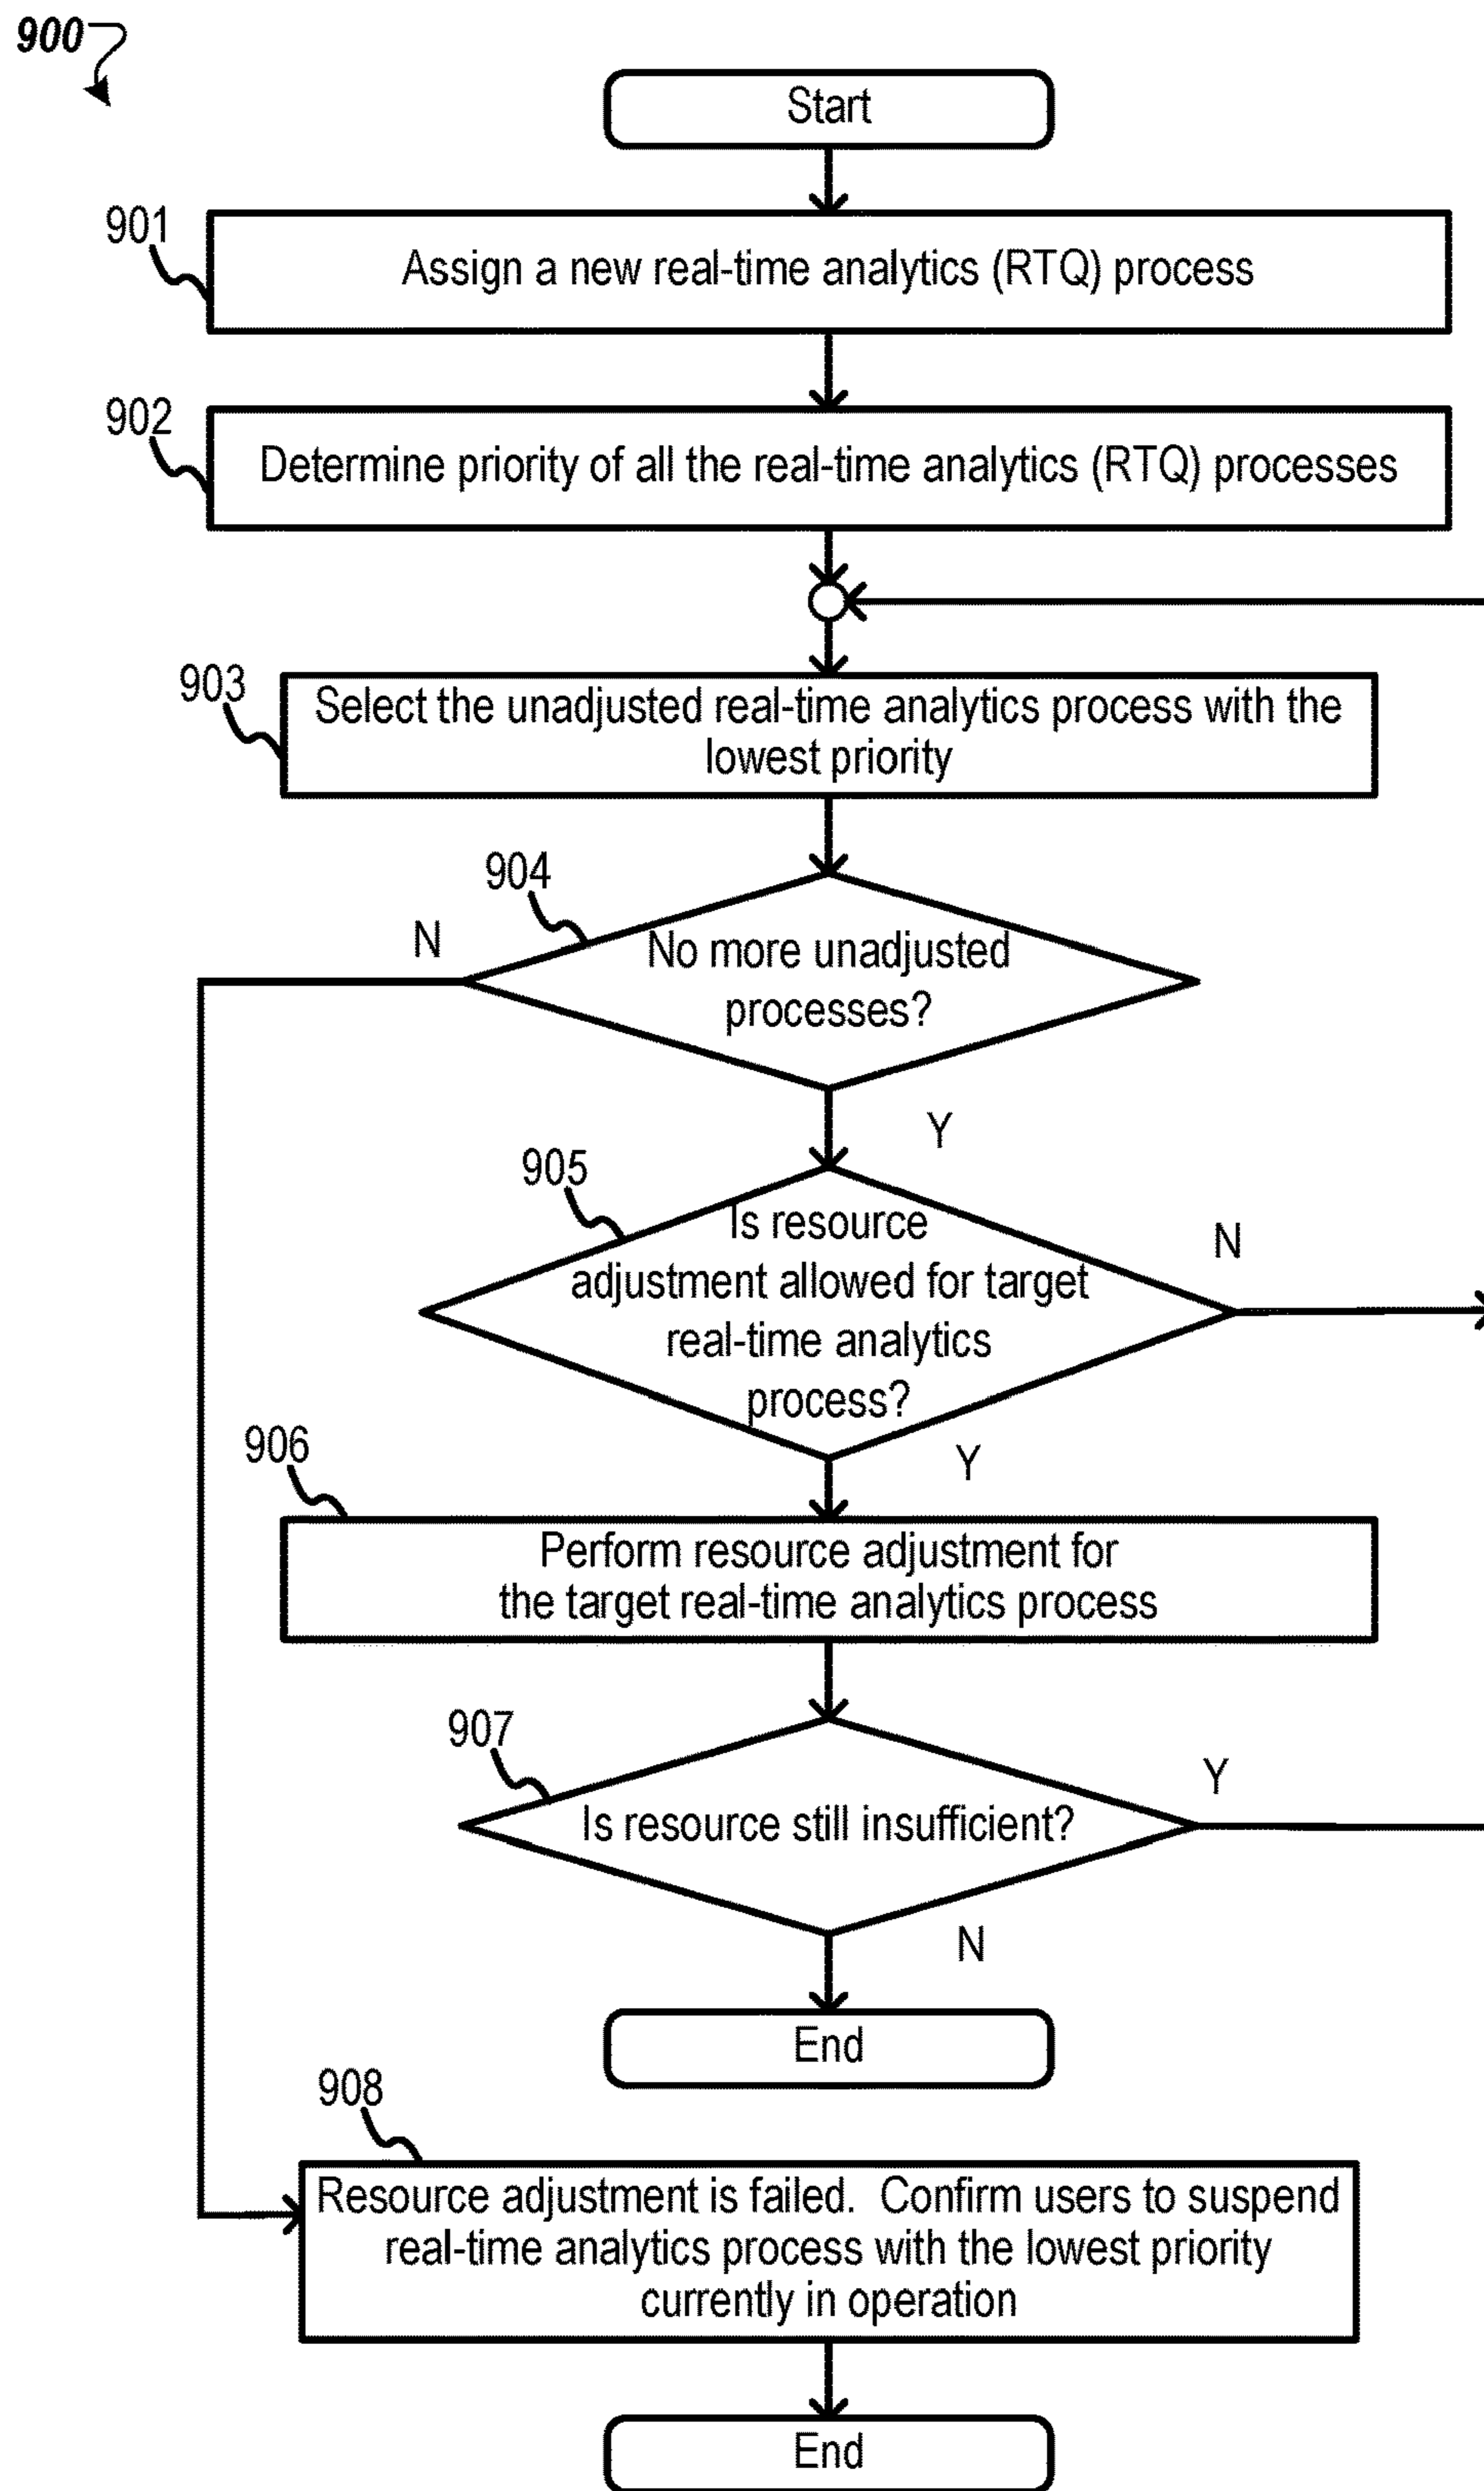 900
Start
901
Assign a new real-time analytics (RTQ) process
902
Determine priority of all the real-time analytics (RTQ) processes
903
Select the unadjusted real-time analytics process with the
lowest priority
904
N
No more unadjusted
processes?
Y
905
Is resource
adjustment allowed for target
real-time analytics
process?
N
Y
906
Perform resource adjustment for
the target real-time analytics process
907
Is resource still insufficient?
Y
N
End
908
Resource adjustment is failed.  Confirm users to suspend
real-time analytics process with the lowest priority
currently in operation
End